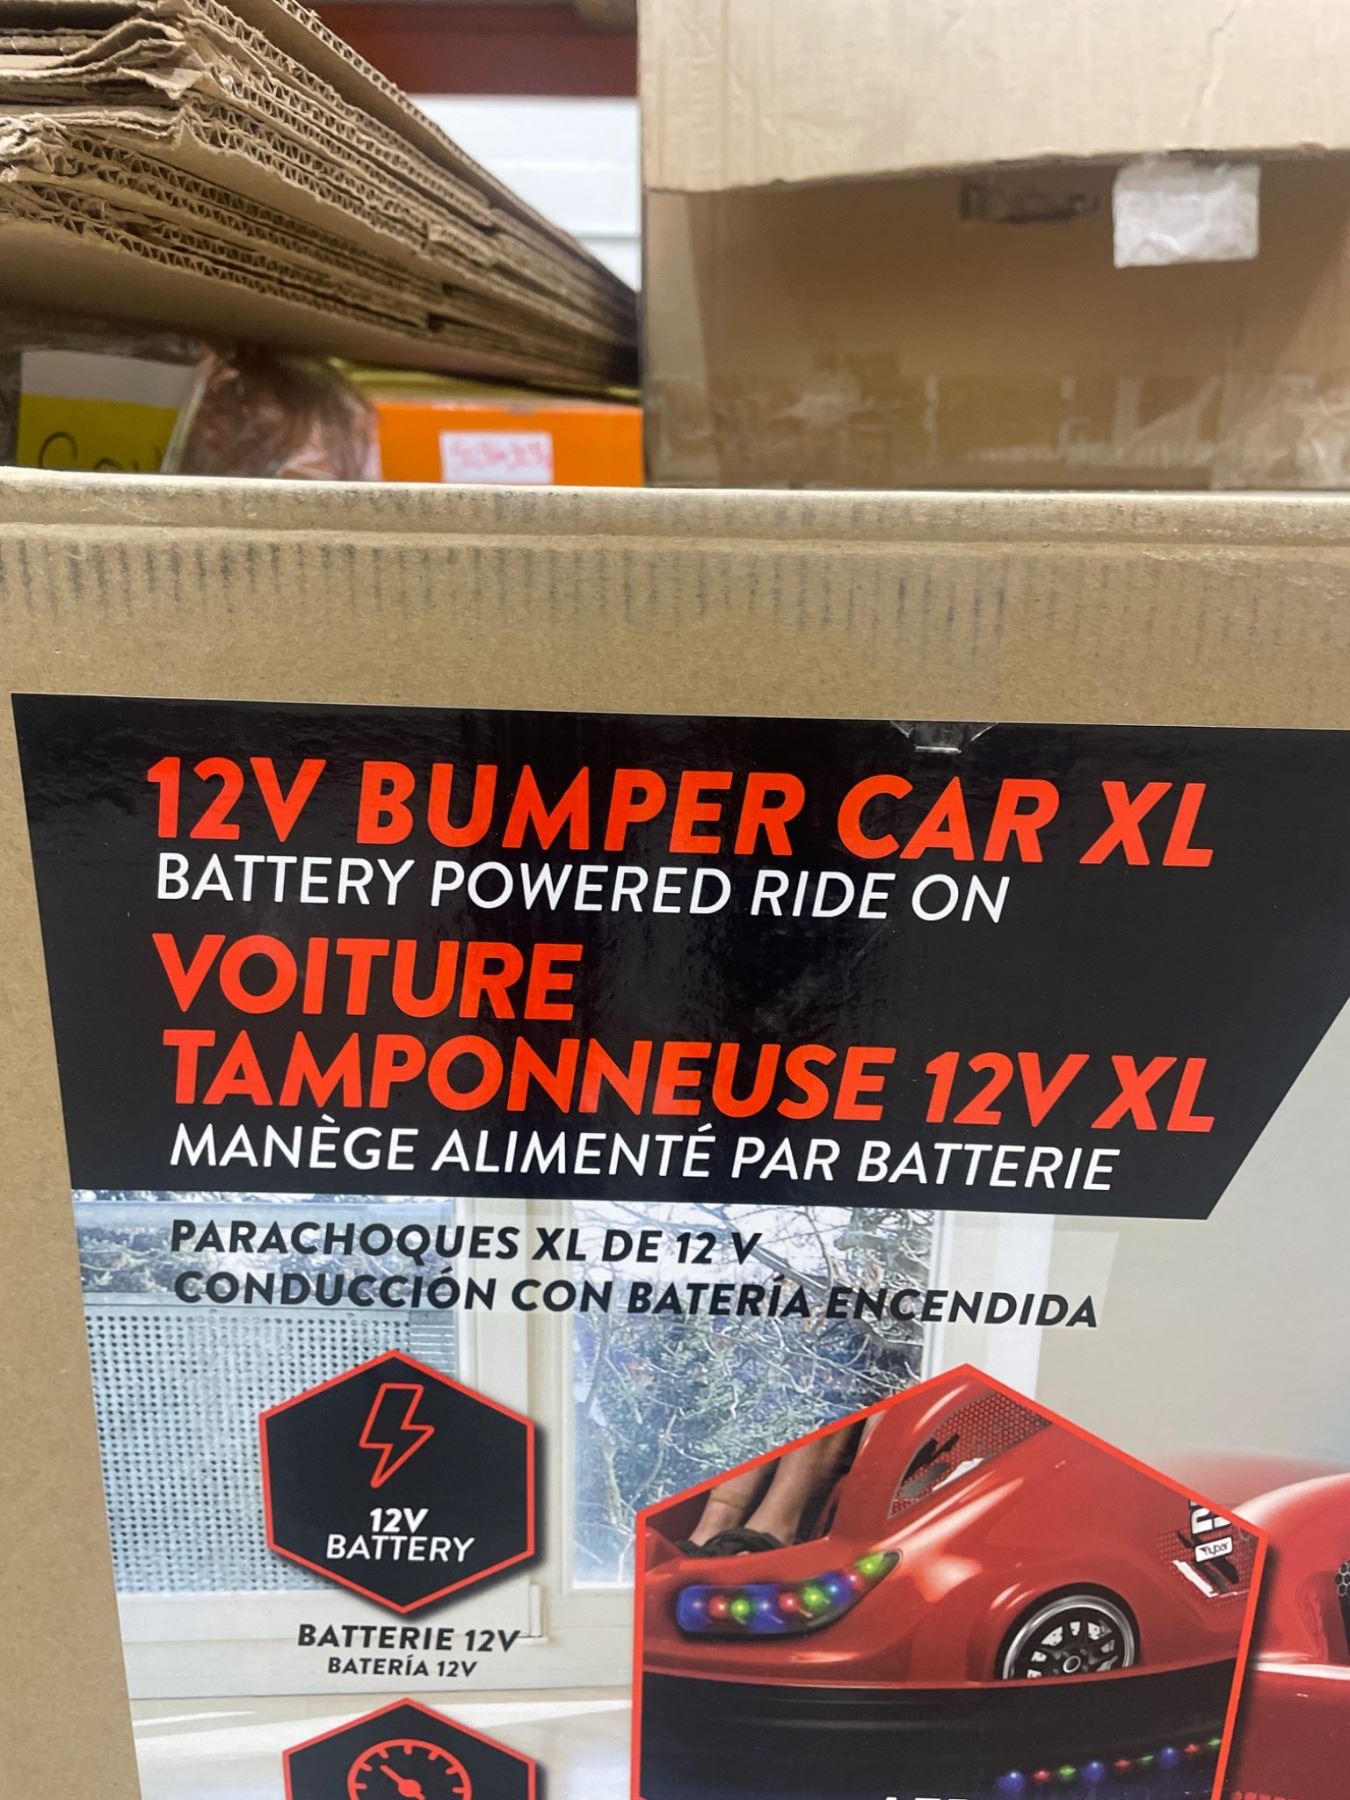 12V BUMPER CAR XL
BATTERY POWERED RIDE ON
VOITURE
TAMPONNEUSE 12V XL
MANÈGE ALIMENTÉ PAR BATTERIE
PARACHOQUES XL DE 12 V
CONDUCCIÓN CON BATERÍA ENCENDIDA
12V
BATTERY
BATTERIE 12V
BATERÍA 12V